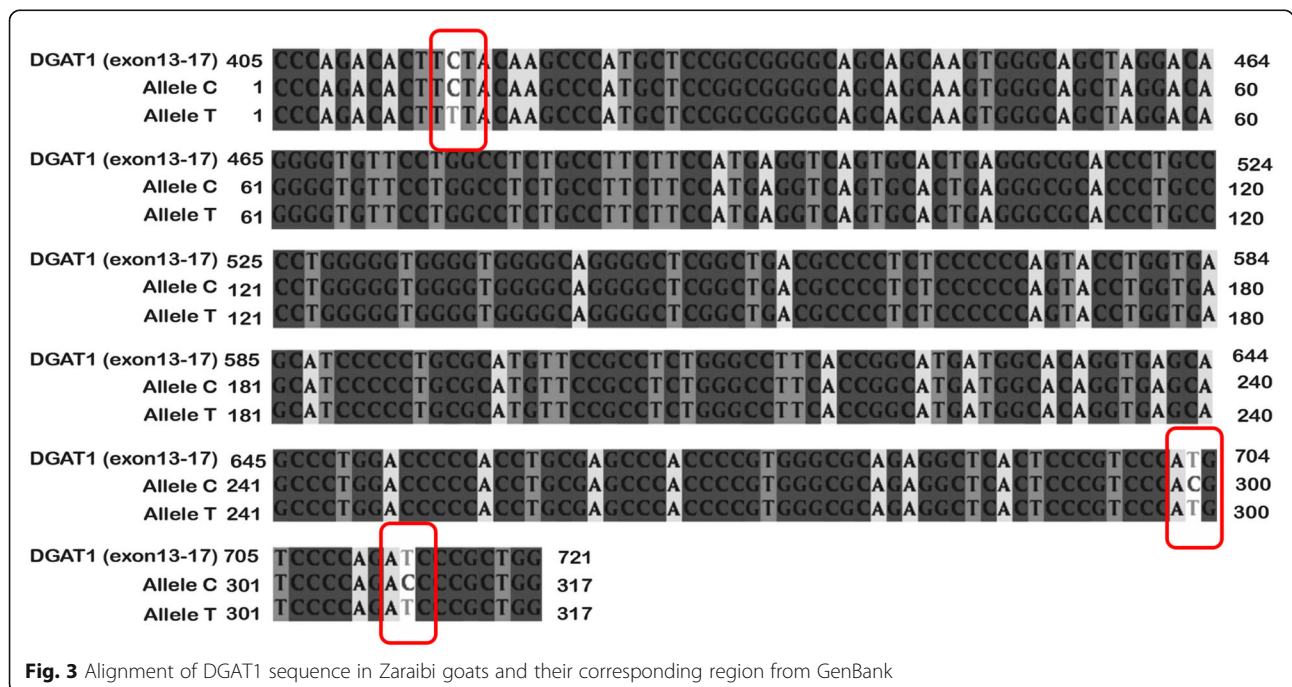 DGAT1 (exon13-17) 405 CCCAGACACTTCTACAAGCCCATGCTCCGGCGGGGCAGCAGCAAGTGGGCAGCTAGGACA 464
Allele C 1 CCCAGACACTTCTACAAGCCCATGCTCCGGCGGGGCAGCAGCAAGTGGGCAGCTAGGACA 60
Allele T 1 CCCAGACACTTTTACAAGCCCATGCTCCGGCGGGGCAGCAGCAAGTGGGCAGCTAGGACA 60
DGAT1 (exon13-17) 465 GGGGTGTTCCTGGCCTCTGCCTTCTTCCATGAGGTCAGTGCACTGAGGGCGCACCCTGCC 524
Allele C 61 GGGGTGTTCCTGGCCTCTGCCTTCTTCCATGAGGTCAGTGCACTGAGGGCGCACCCTGCC 120
Allele T 61 GGGGTGTTCCTGGCCTCTGCCTTCTTCCATGAGGTCAGTGCACTGAGGGCGCACCCTGCC 120
DGAT1 (exon13-17) 525 CCTGGGGGTGGGGTGGGGCAGGGGCTCGGCTGACGCCCCTCTCCCCCCAGTACCTGGTGA 584
Allele C 121 CCTGGGGGTGGGGTGGGGCAGGGGCTCGGCTGACGCCCCTCTCCCCCCAGTACCTGGTGA 180
Allele T 121 CCTGGGGGTGGGGTGGGGCAGGGGCTCGGCTGACGCCCCTCTCCCCCCAGTACCTGGTGA 180
DGAT1 (exon13-17) 585 GCATCCCCCTGCGCATGTTCCGCCTCTGGGCCTTCACCGGCATGATGGCACAGGTGAGCA 644
Allele C 181 GCATCCCCCTGCGCATGTTCCGCCTCTGGGCCTTCACCGGCATGATGGCACAGGTGAGCA 240
Allele T 181 GCATCCCCCTGCGCATGTTCCGCCTCTGGGCCTTCACCGGCATGATGGCACAGGTGAGCA 240
DGAT1 (exon13-17) 645 GCCCTGGACCCCCACCTGCGAGCCCACCCCGTGGGCGCAGAGGCTCACTCCCGTCCCATG 704
Allele C 241 GCCCTGGACCCCCACCTGCGAGCCCACCCCGTGGGCGCAGAGGCTCACTCCCGTCCCACG 300
Allele T 241 GCCCTGGACCCCCACCTGCGAGCCCACCCCGTGGGCGCAGAGGCTCACTCCCGTCCCATG 300
DGAT1 (exon13-17) 705 TCCCCAGATCCCGCTGG 721
Allele C 301 TCCCCAGACCCCGCTGG 317
Allele T 301 TCCCCAGATCCCGCTGG 317
Fig. 3 Alignment of DGAT1 sequence in Zaraibi goats and their corresponding region from GenBank